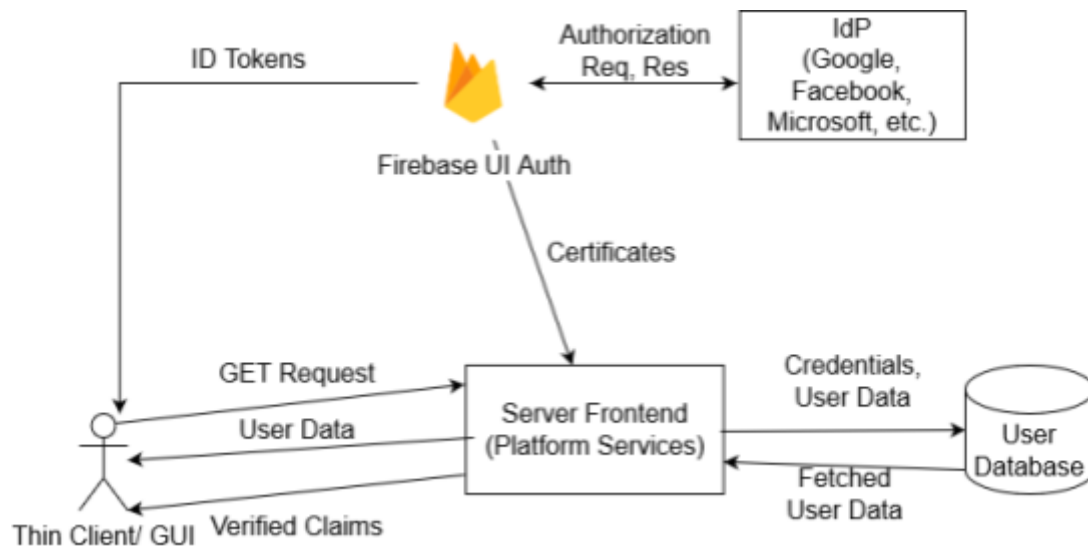 ID Tokens
Authorization
Req, Res
IdP
(Google,
Facebook,
Microsoft, etc.)
Firebase UI Auth
Certificates
GET Request
User Data
Verified Claims
Thin Client/ GUI
Server Frontend
(Platform Services)
Credentials,
User Data
User
Database
Fetched
User Data